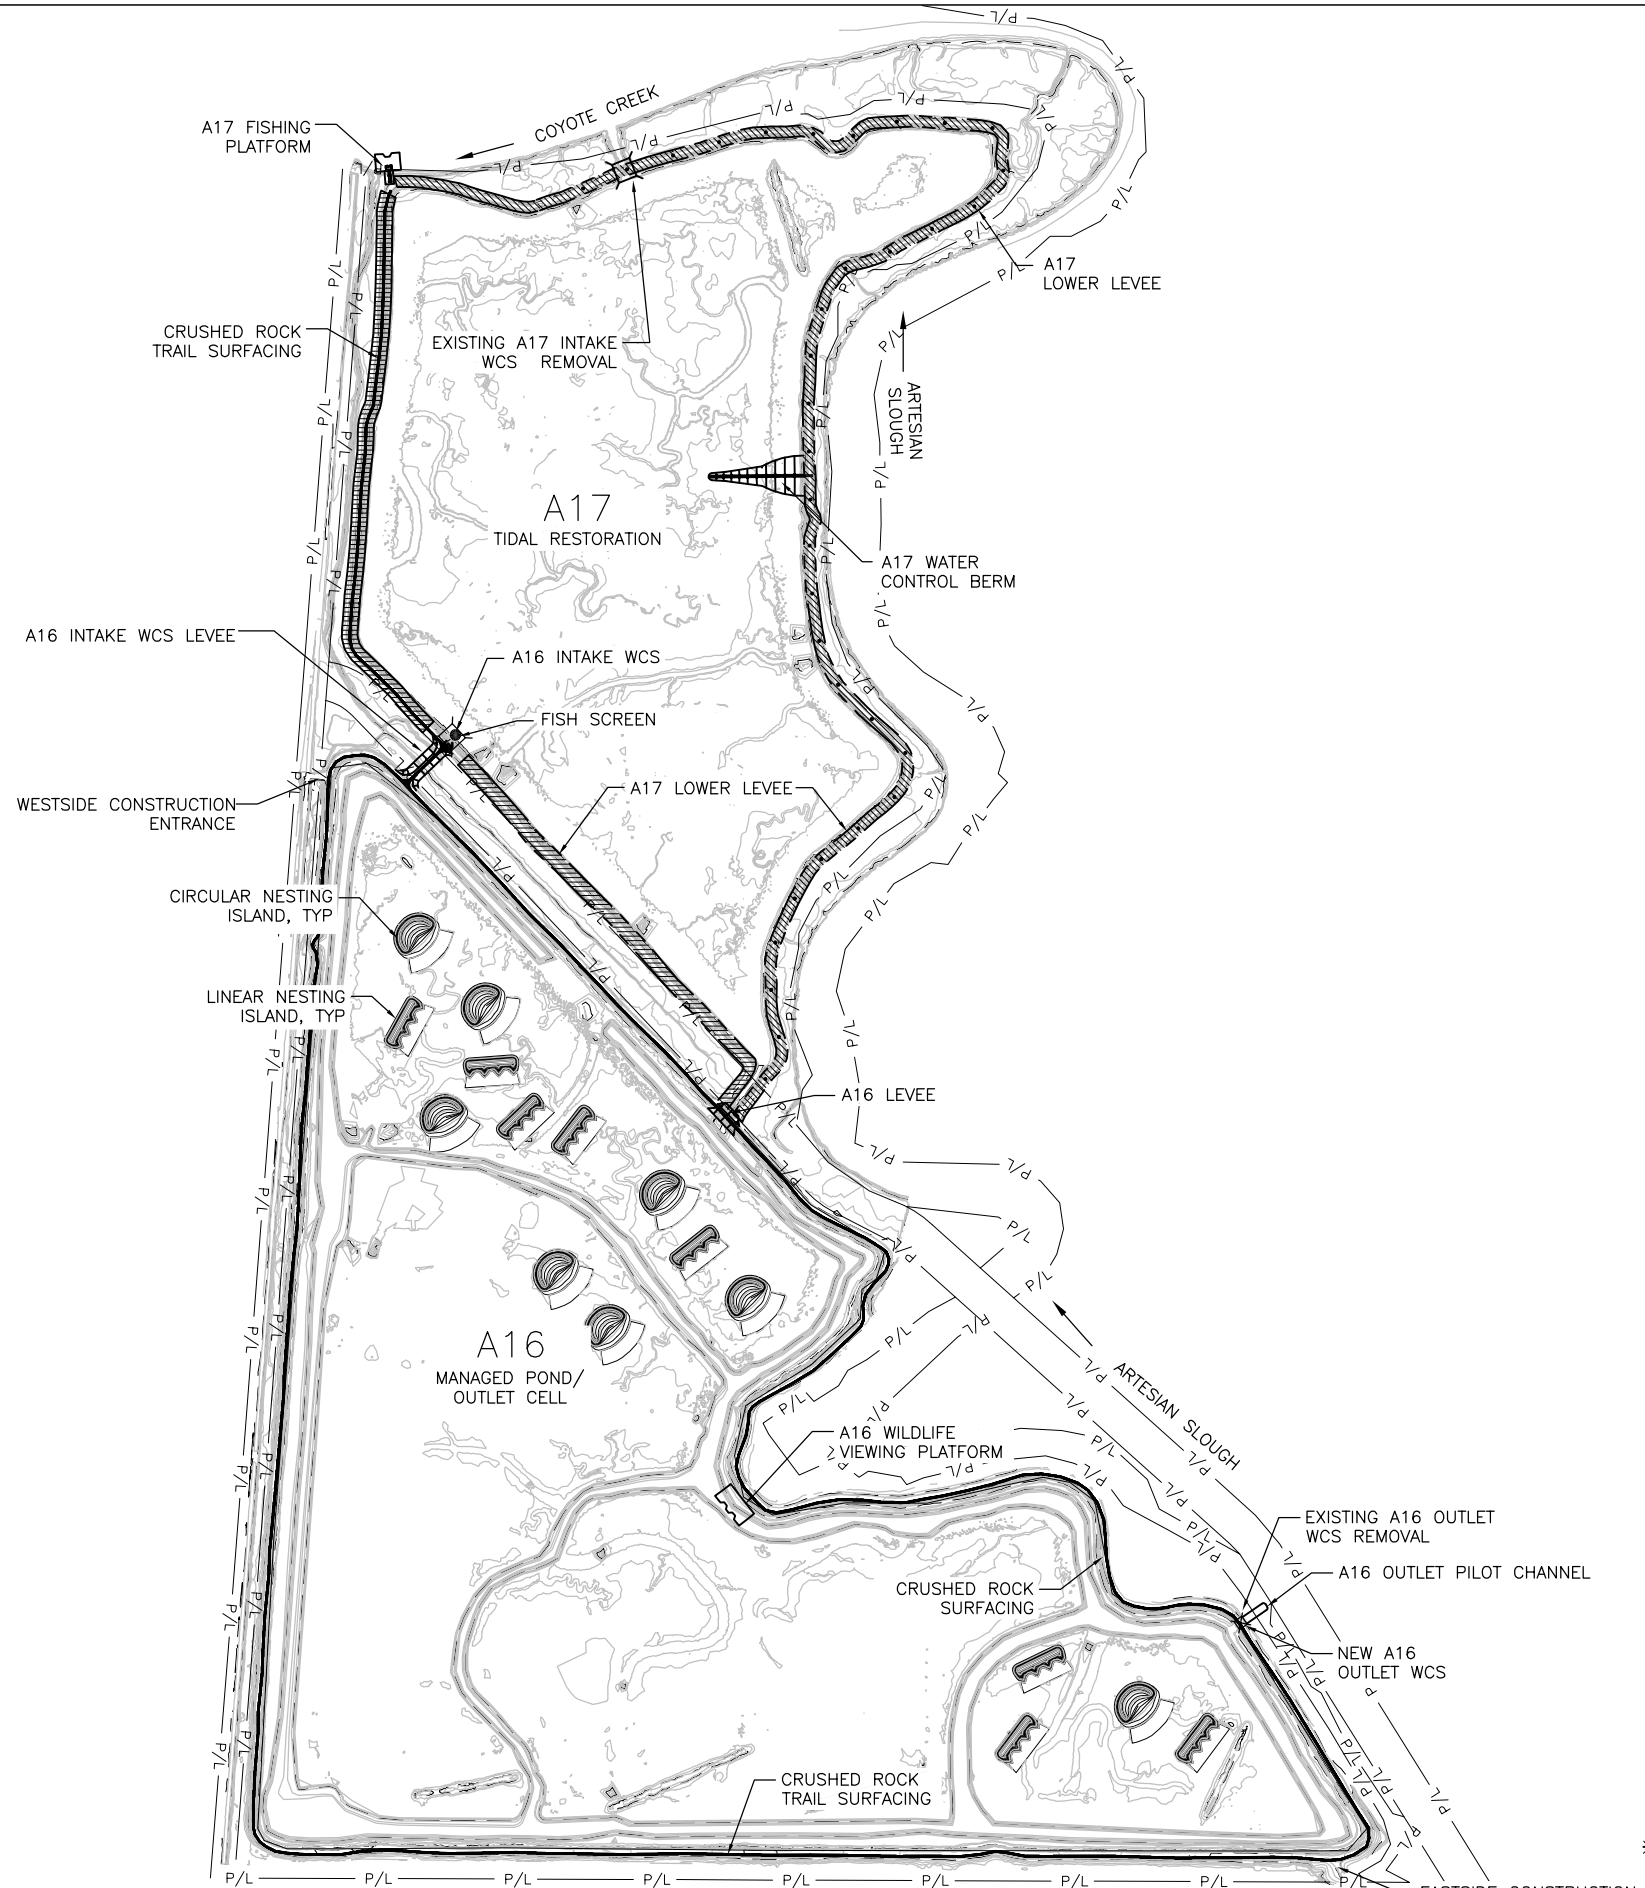 COYOTE CREEK
A17 FISHING
PLATFORM
A17
LOWER LEVEE
CRUSHED ROCK
TRAIL SURFACING
EXISTING A17 INTAKE
WCS REMOVAL
ARTESIAN
SLOUGH
A17
TIDAL RESTORATION
A17 WATER
CONTROL BERM
A16 INTAKE WCS LEVEE
A16 INTAKE WCS
FISH SCREEN
A17 LOWER LEVEE
WESTSIDE CONSTRUCTION
ENTRANCE
CIRCULAR NESTING
ISLAND, TYP
LINEAR NESTING
ISLAND, TYP
A16 LEVEE
A16
MANAGED POND/
OUTLET CELL
ARTESIAN SLOUGH
A16 WILDLIFE
VIEWING PLATFORM
EXISTING A16 OUTLET
WCS REMOVAL
A16 OUTLET PILOT CHANNEL
CRUSHED ROCK
SURFACING
NEW A16
OUTLET WCS
CRUSHED ROCK
TRAIL SURFACING
P/L P/L P/L P/L P/L P/L P/L P/L P/L